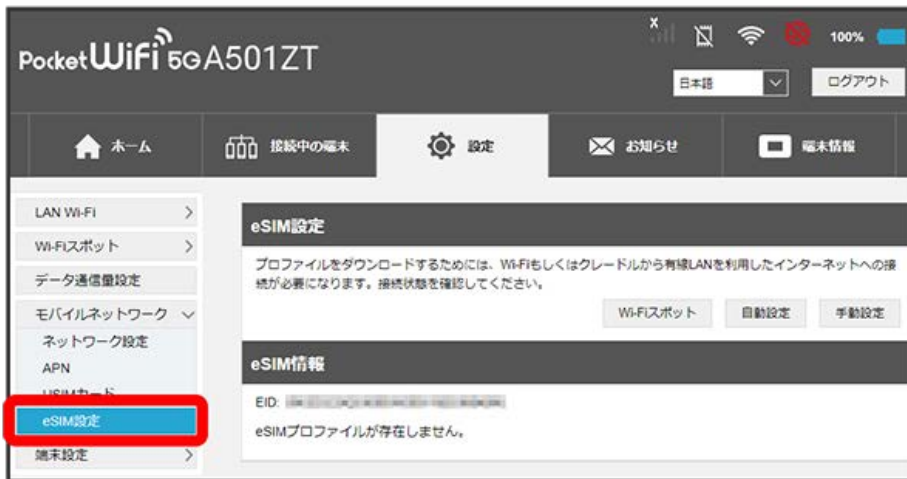 Pocket WiFi 5G A501ZT
100%
日本語
ログアウト
ホーム
接続中の端末
設定
お知らせ
端末情報
LAN Wi-Fi
Wi-Fiスポット
データ通信量設定
モバイルネットワーク
ネットワーク設定
APN
USIMカード
eSIM設定
端末設定
eSIM設定
プロファイルをダウンロードするためには、Wi-Fiもしくはクレードルから有線LANを利用したインターネットへの接
続が必要になります。接続状態を確認してください。
Wi-Fiスポット
自動設定
手動設定
eSIM情報
EID:
eSIMプロファイルが存在しません。